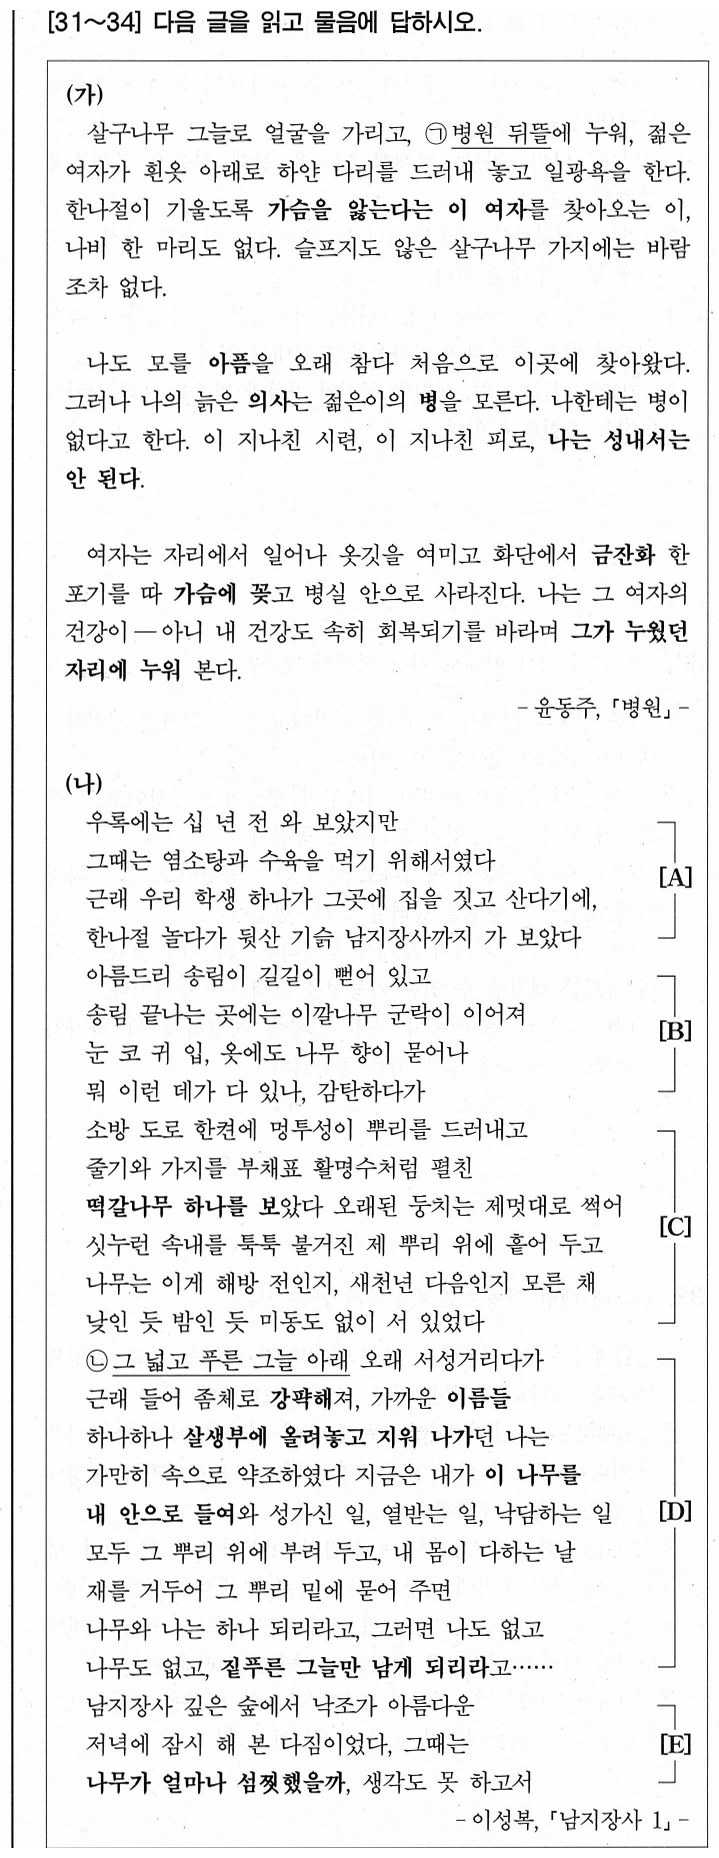 [31~34] 다음 글을 읽고 물음에 답하시오.
(가)
살구나무 그늘로 얼굴을 가리고, ㉠병원 뒤뜰에 누워, 젊은
여자가 흰옷 아래로 하얀 다리를 드러내 놓고 일광욕을 한다.
한나절이 기울도록 가슴을 앓는다는 이 여자를 찾아오는 이,
나비 한 마리도 없다. 슬프지도 않은 살구나무 가지에는 바람
조차 없다.
나도 모를 아픔을 오래 참다 처음으로 이곳에 찾아왔다.
그러나 나의 늙은 의사는 젊은이의 병을 모른다. 나한테는 병이
없다고 한다. 이 지나친 시련, 이 지나친 피로, 나는 성내서는
안 된다.
여자는 자리에서 일어나 옷깃을 여미고 화단에서 금잔화 한
포기를 따 가슴에 꽂고 병실 안으로 사라진다. 나는 그 여자의
건강이 ― 아니 내 건강도 속히 회복되기를 바라며 그가 누웠던
자리에 누워 본다.
- 윤동주, 「병원」 -
(나)
우록에는 십 년 전 와 보았지만
그때는 염소탕과 수육을 먹기 위해서였다
[A]
근래 우리 학생 하나가 그곳에 집을 짓고 산다기에,
한나절 놀다가 뒷산 기슭 남지장사까지 가 보았다
아름드리 송림이 길길이 뻗어 있고
송림 끝나는 곳에는 이깔나무 군락이 이어져
[B]
눈 코 귀 입, 옷에도 나무 향이 묻어나
뭐 이런 데가 다 있나, 감탄하다가
소방 도로 한켠에 멍투성이 뿌리를 드러내고
줄기와 가지를 부채표 활명수처럼 펼친
떡갈나무 하나를 보았다 오래된 둥치는 제멋대로 썩어
[C]
싯누런 속내를 툭툭 불거진 제 뿌리 위에 흩어 두고
나무는 이게 해방 전인지, 새천년 다음인지 모른 채
낮인 듯 밤인 듯 미동도 없이 서 있었다
㉡그 넓고 푸른 그늘 아래 오래 서성거리다가
근래 들어 좀체로 강퍅해져, 가까운 이름들
하나하나 살생부에 올려놓고 지워 나가던 나는
가만히 속으로 약조하였다 지금은 내가 이 나무를
내 안으로 들여와 성가신 일, 열받는 일, 낙담하는 일
[D]
모두 그 뿌리 위에 부려 두고, 내 몸이 다하는 날
재를 거두어 그 뿌리 밑에 묻어 주면
나무와 나는 하나 되리라고, 그러면 나도 없고
나무도 없고, 짙푸른 그늘만 남게 되리라고……
남지장사 깊은 숲에서 낙조가 아름다운
저녁에 잠시 해 본 다짐이었다, 그때는
[E]
나무가 얼마나 섬찟했을까, 생각도 못 하고서
- 이성복, 「남지장사 1」 -